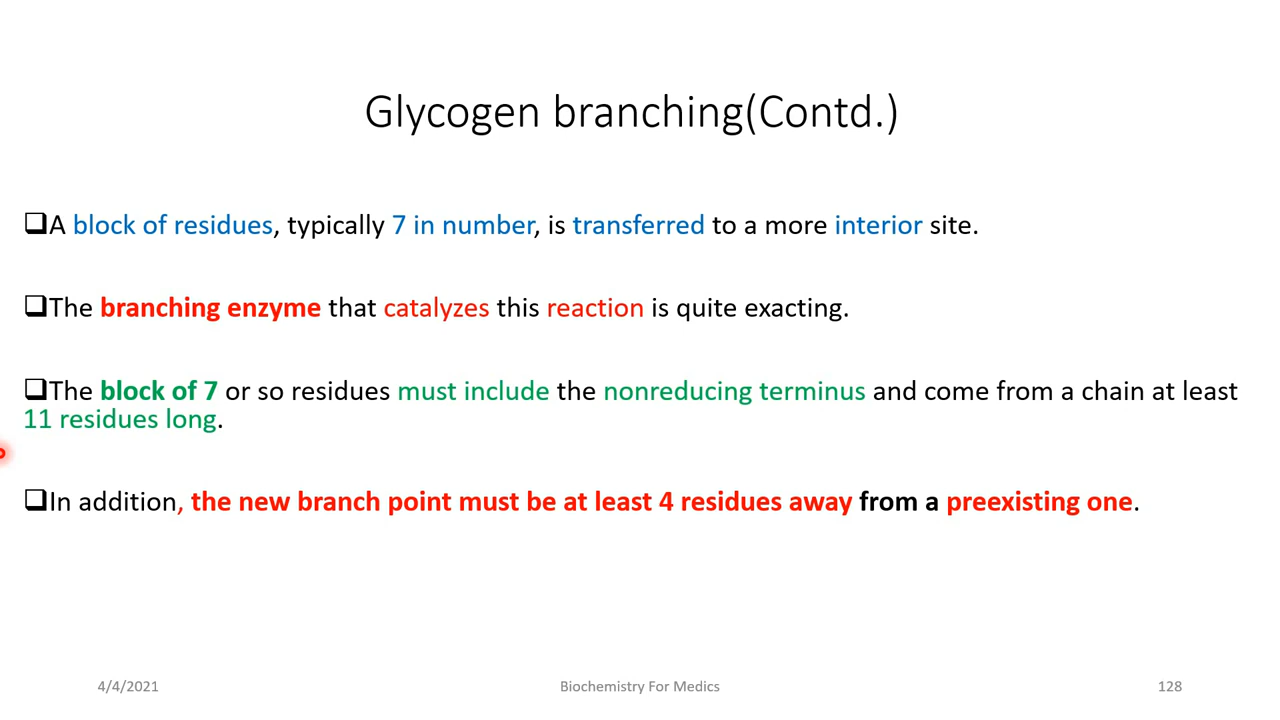 Glycogen branching(Contd.)
❑A block of residues, typically 7 in number, is transferred to a more interior site.
❑The branching enzyme that catalyzes this reaction is quite exacting.
❑The block of 7 or so residues must include the nonreducing terminus and come from a chain at least
11 residues long.
❑In addition, the new branch point must be at least 4 residues away from a preexisting one.
4/4/2021
Biochemistry For Medics
128